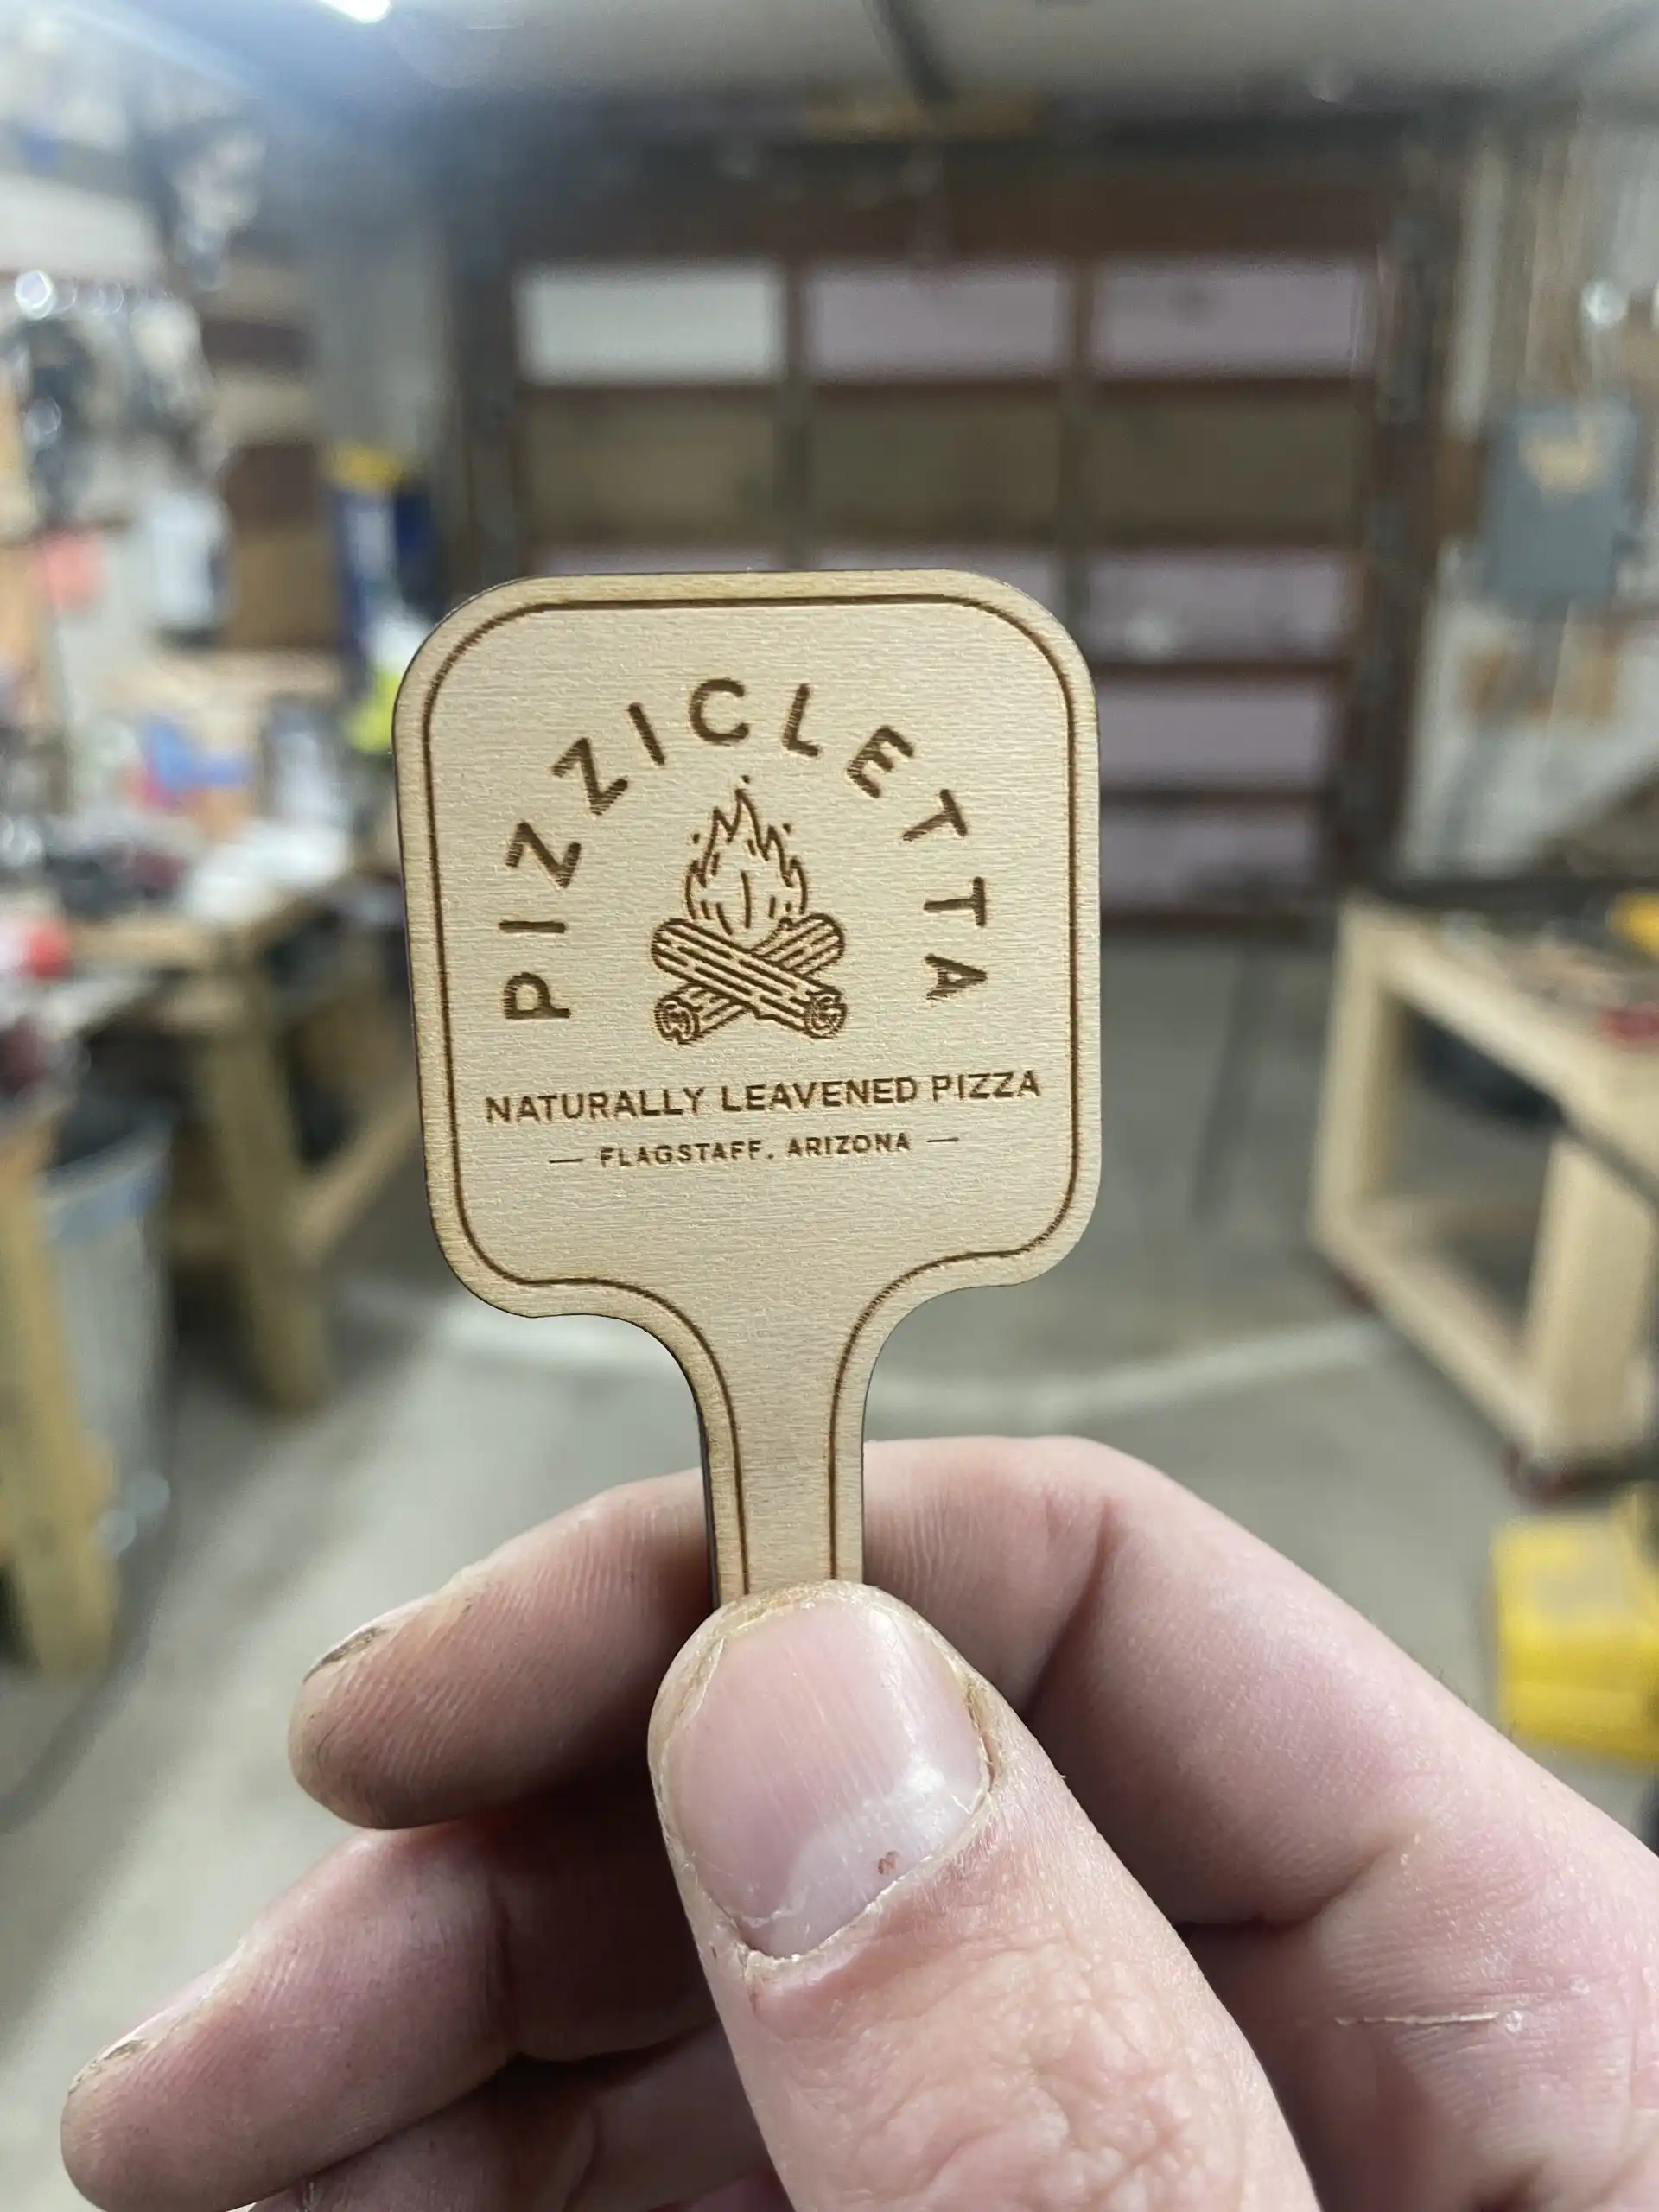 PIZZICLETTA
NATURALLY LEAVENED PIZZA
— FLAGSTAFF, ARIZONA —